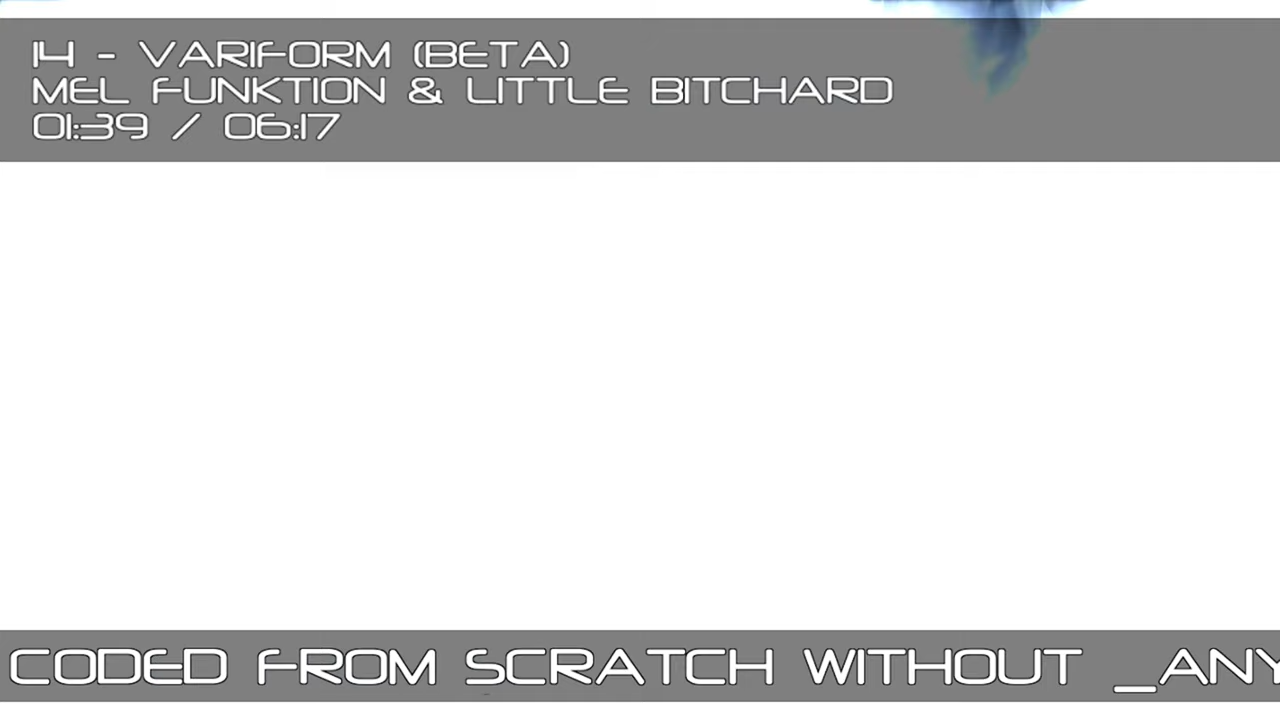 14 - VARIFORM (BETA)
MEL FUNKTION & LITTLE BITCHARD
01:39 / 06:17
CODED FROM SCRATCH WITHOUT _ANY